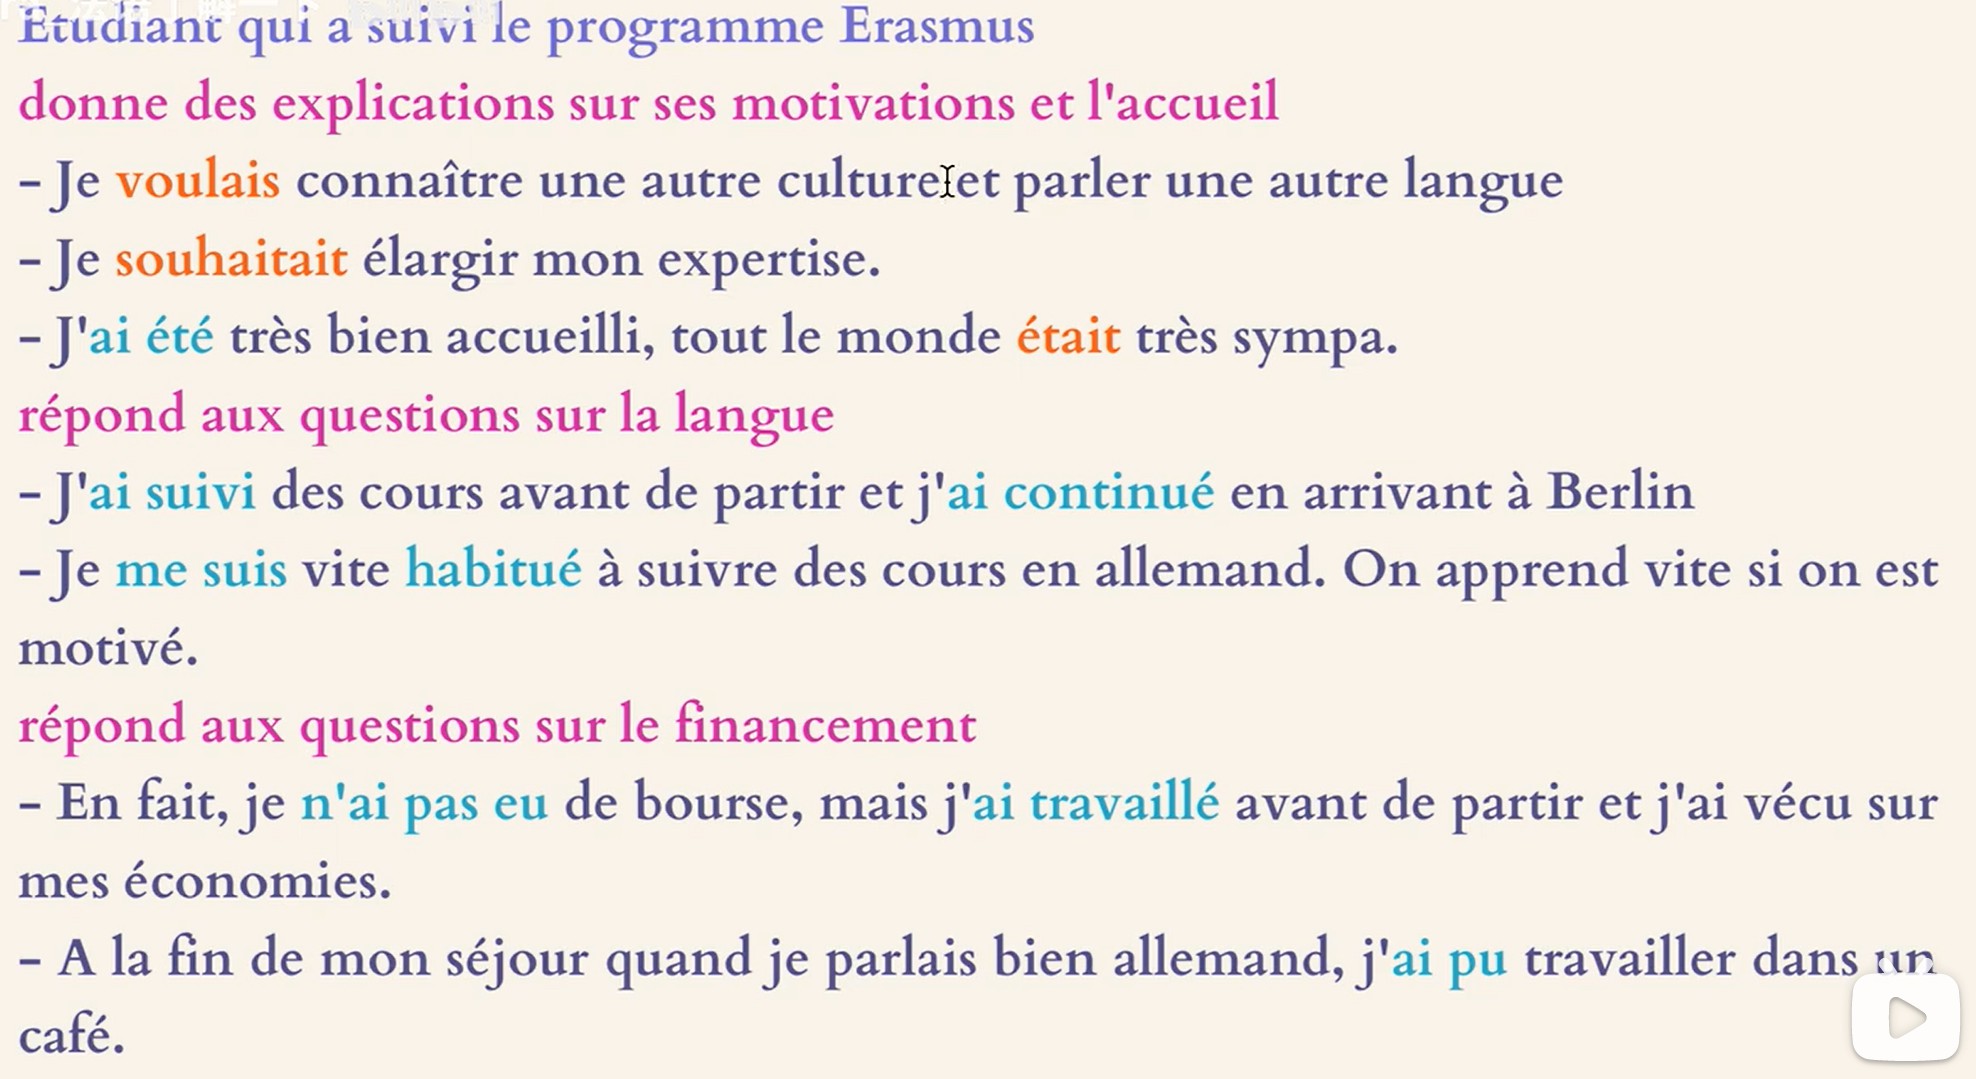 Etudiant qui a suivi le programme Erasmus
donne des explications sur ses motivations et l'accueil
- Je voulais connaître une autre culture et parler une autre langue
- Je souhaitait élargir mon expertise.
- J'ai été très bien accueilli, tout le monde était très sympa.
répond aux questions sur la langue
- J'ai suivi des cours avant de partir et j'ai continué en arrivant à Berlin
- Je me suis vite habitué à suivre des cours en allemand. On apprend vite si on est
motivé.
répond aux questions sur le financement
- En fait, je n'ai pas eu de bourse, mais j'ai travaillé avant de partir et j'ai vécu sur
mes économies.
- A la fin de mon séjour quand je parlais bien allemand, j'ai pu travailler dans un
café.